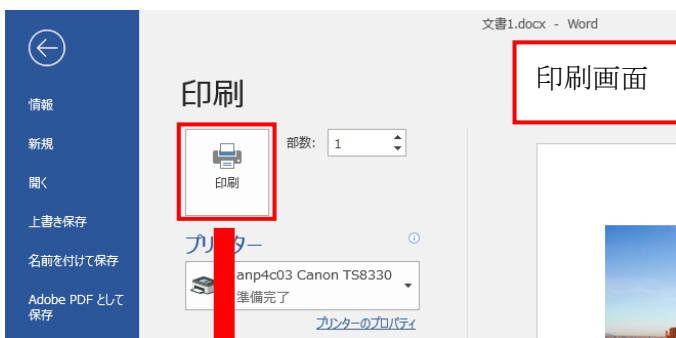 文書1.docx - Word
印刷画面
情報
新規
開く
上書き保存
名前を付けて保存
Adobe PDF として
保存
印刷
印刷
部数: 1
プリンター
anp4c03 Canon TS8330
準備完了
プリンターのプロパティ